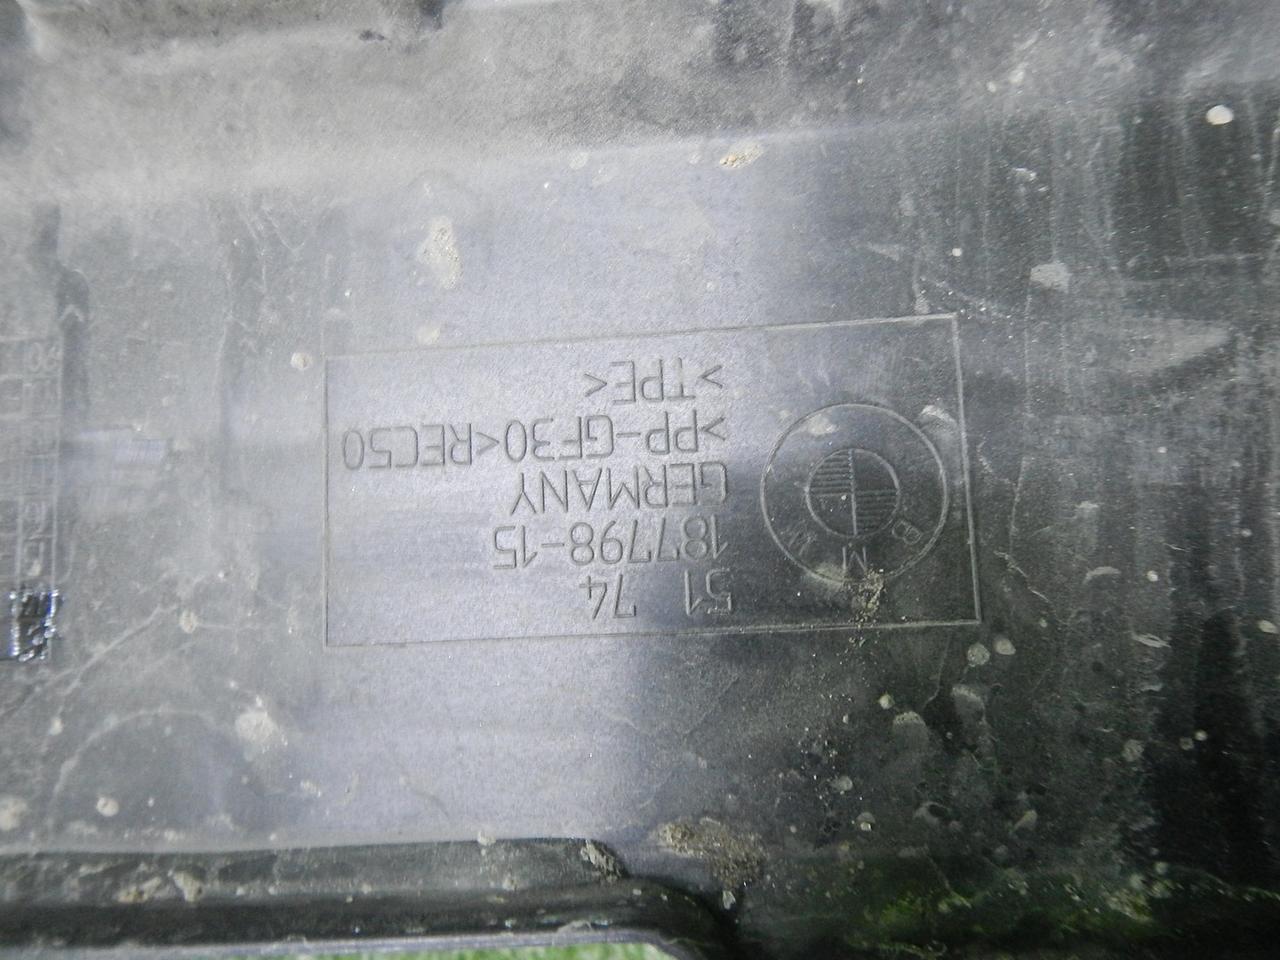 B M W
51 74
187798-15
GERMANY
>PP-GF30<REC50
>TPE<